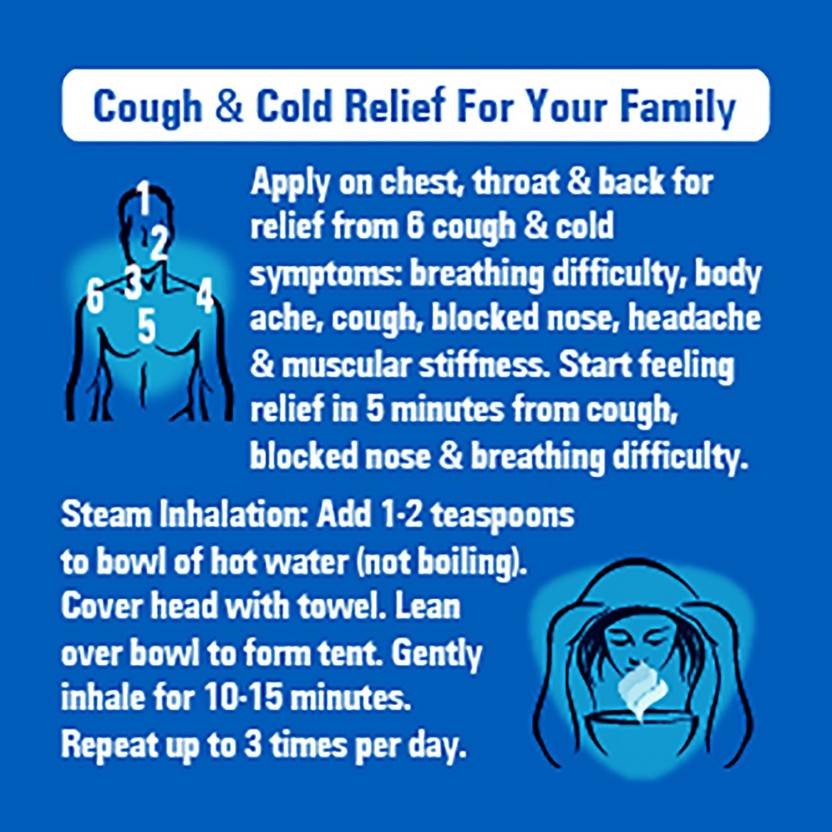 Cough & Cold Relief For Your Family
1
2
3
6
4
5
Apply on chest, throat & back for
relief from 6 cough & cold
symptoms: breathing difficulty, body
ache, cough, blocked nose, headache
& muscular stiffness. Start feeling
relief in 5 minutes from cough,
blocked nose & breathing difficulty.
Steam Inhalation: Add 1-2 teaspoons
to bowl of hot water (not boiling).
Cover head with towel. Lean
over bowl to form tent. Gently
inhale for 10-15 minutes.
Repeat up to 3 times per day.